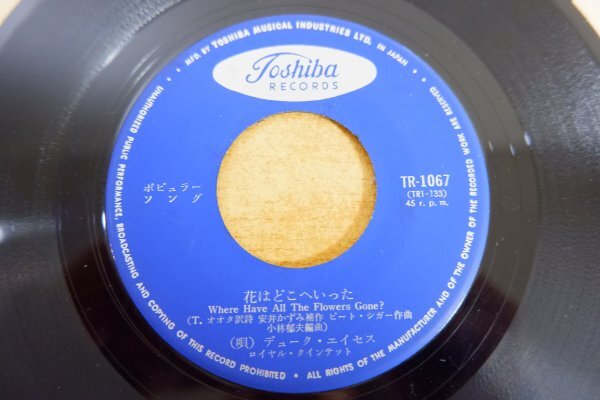 MFG. BY TOSHIBA MUSICAL INDUSTRIES LTD. IN JAPAN • ALL RIGHTS OF THE MANUFACTURER AND OF THE OWNER OF THE RECORDED WORK ARE RESERVED
UNAUTHORIZED PUBLIC PERFORMANCE, BROADCASTING AND COPYING OF THIS RECORD PROHIBITED •
Toshiba
RECORDS
ポピュラー
ソング
TR-1067
(TRI-133)
45 r.p.m.
花はどこへいった
Where Have All The Flowers Gone?
(T. オオタ訳詩 安井かずみ補作 ピート・シガー作曲
小林郁夫編曲)
(唄) デューク・エイセス
ロイヤル・クインテット